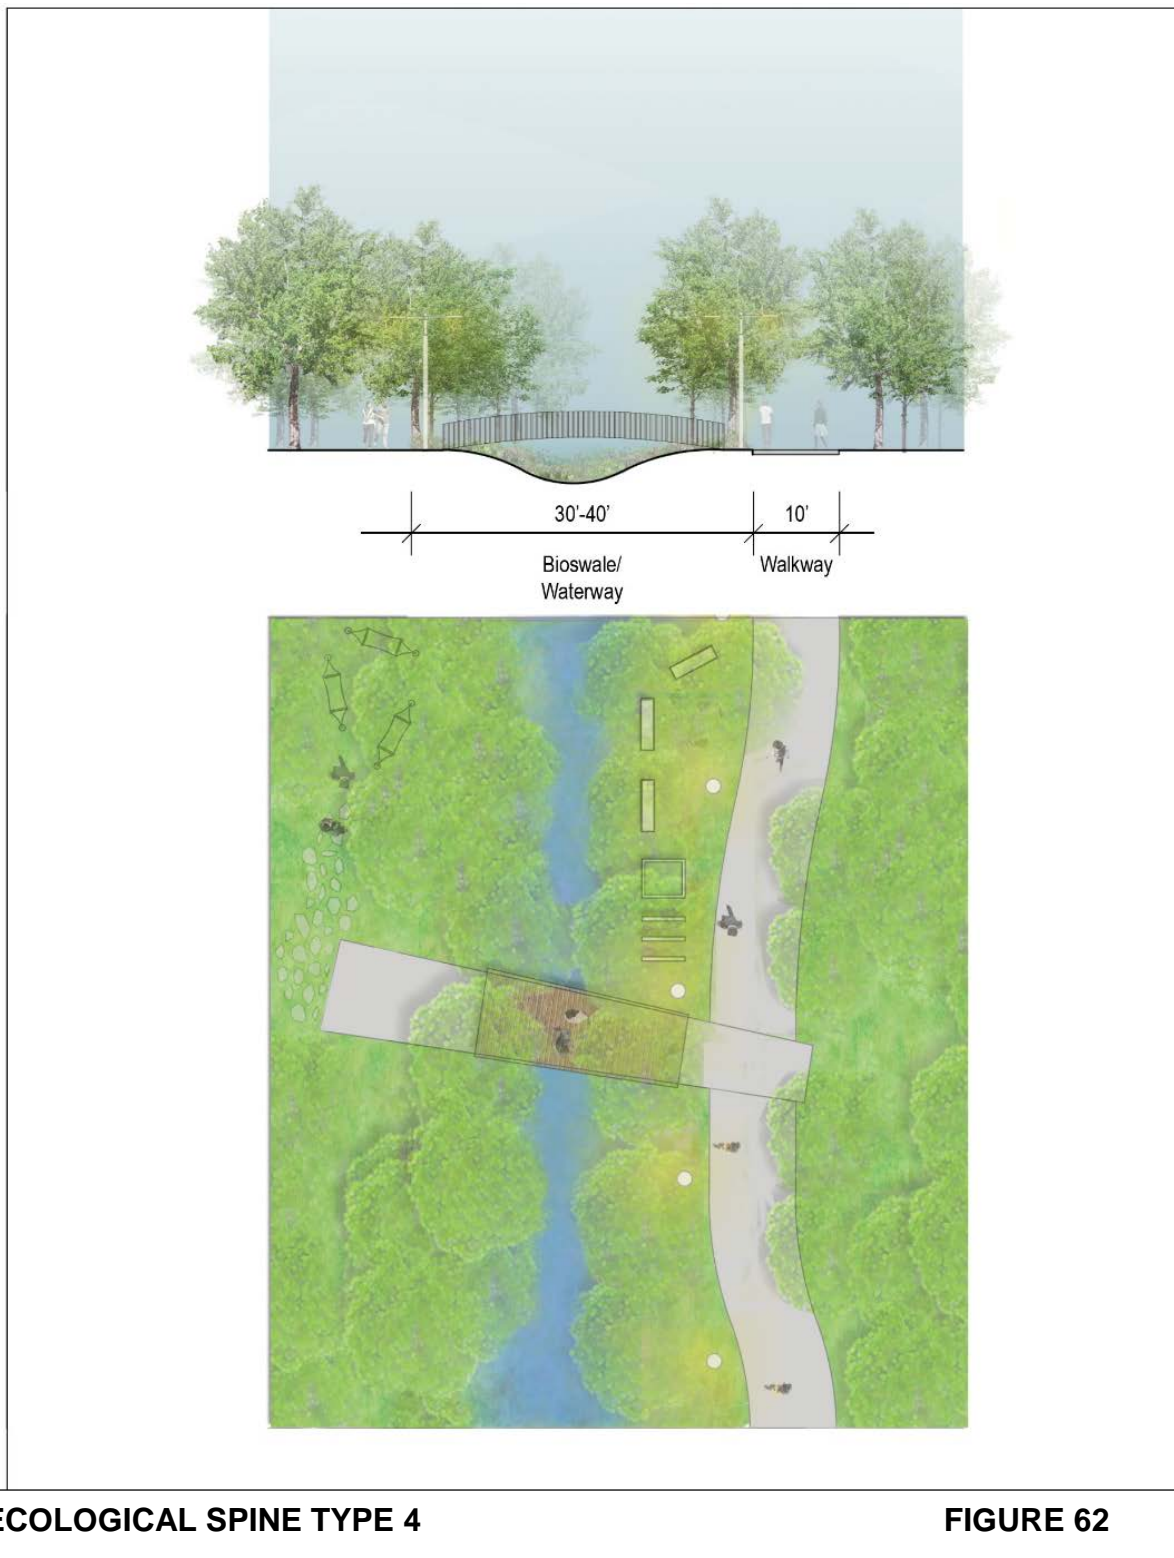 30'-40'
10'
Bioswale/
Waterway
Walkway
ECOLOGICAL SPINE TYPE 4
FIGURE 62